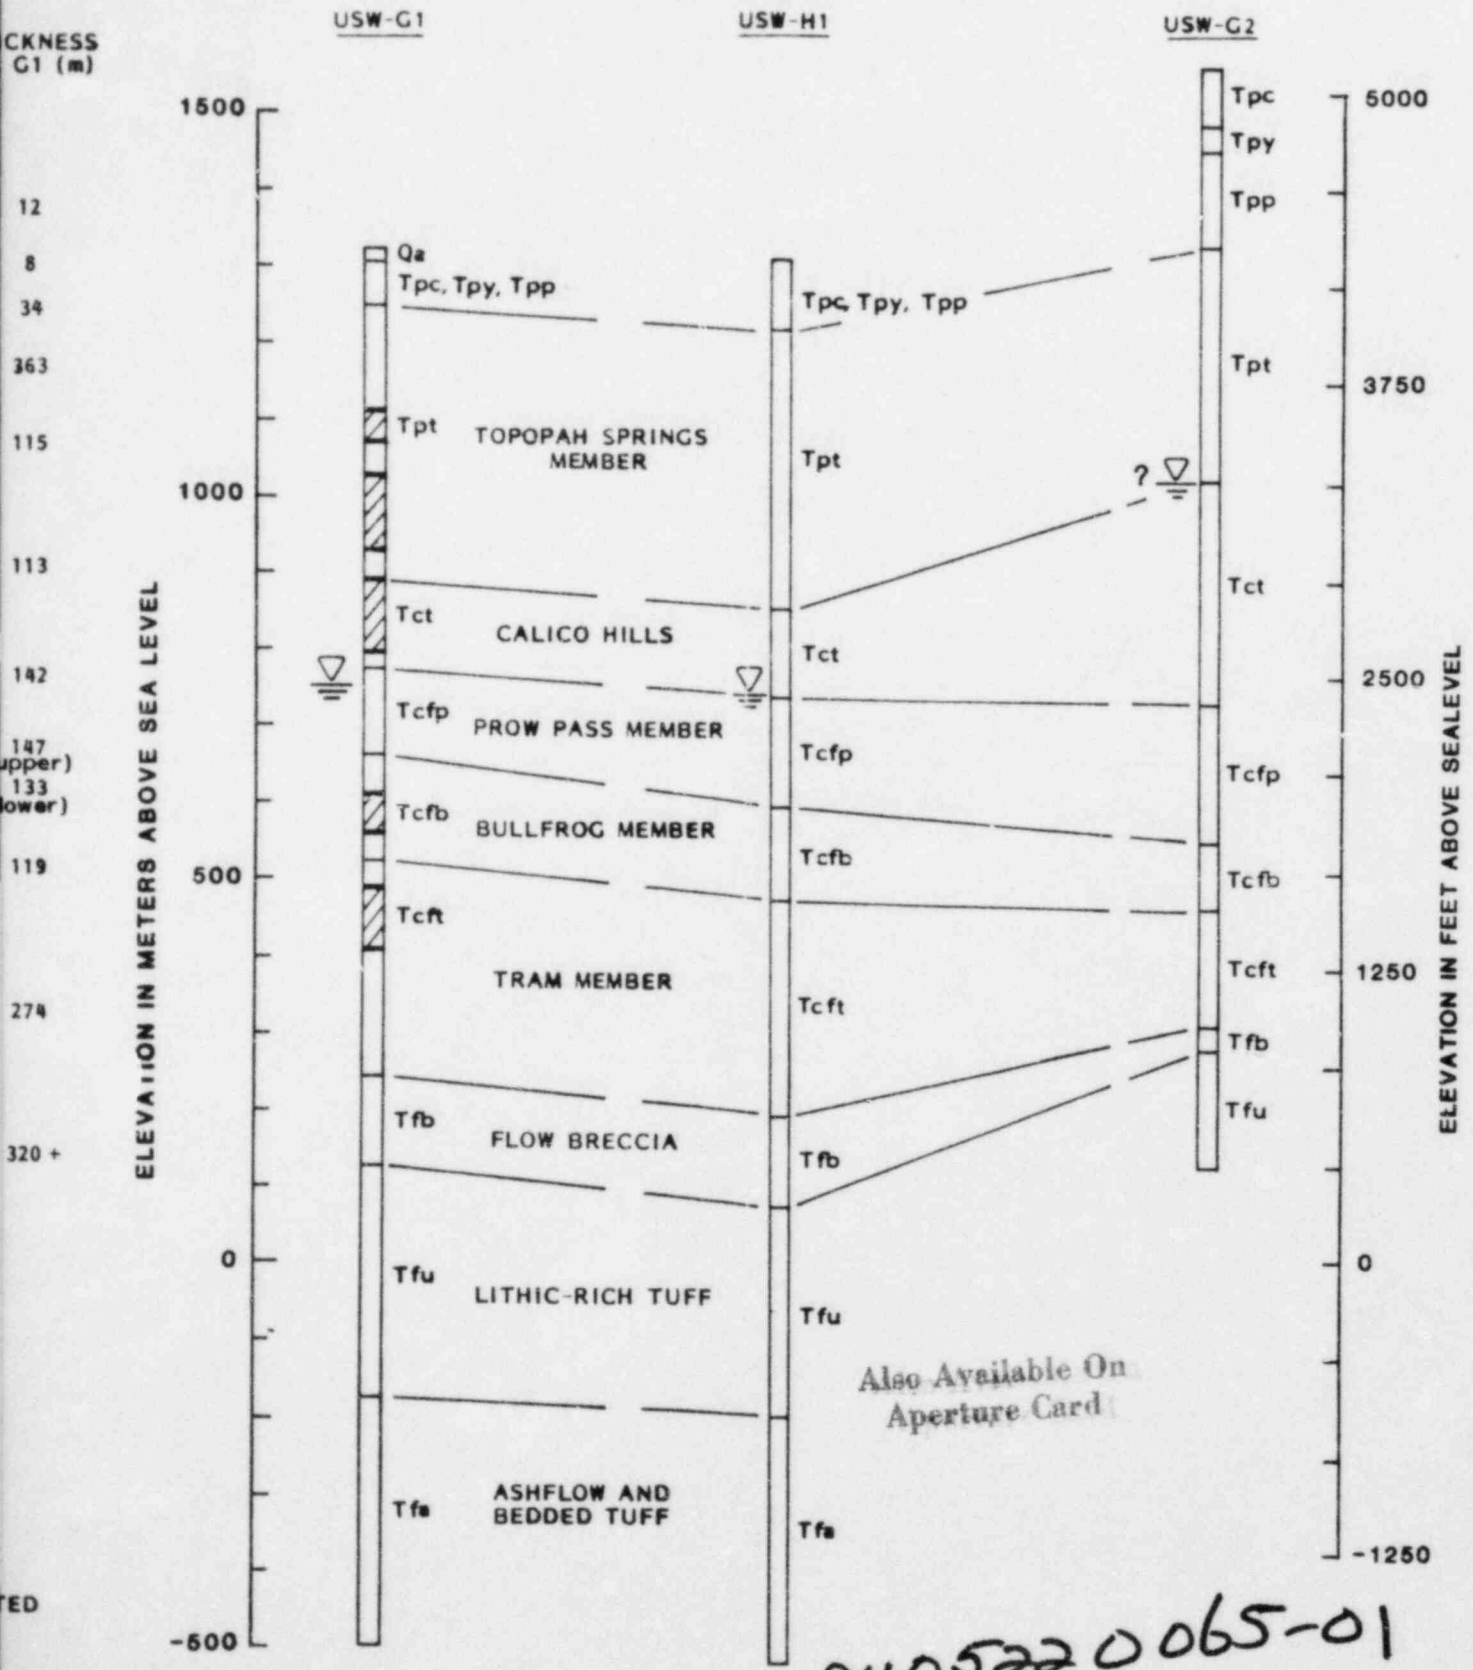 USW-G1
USW-H1
USW-G2
CKNESS
G1 (m)
12
8
34
363
115
113
142
147
upper)
133
lower)
119
274
320 +
TED
ELEVATION IN METERS ABOVE SEA LEVEL
1500
1000
500
0
-500
Qa
Tpc, Tpy, Tpp
Tpt
Tct
Tcfp
Tcfb
Tcft
Tfb
Tfu
Tfa
TOPOPAH SPRINGS
MEMBER
CALICO HILLS
PROW PASS MEMBER
BULLFROG MEMBER
TRAM MEMBER
FLOW BRECCIA
LITHIC-RICH TUFF
ASHFLOW AND
BEDDED TUFF
Tpc, Tpy, Tpp
Tpt
Tct
Tcfp
Tcfb
Tcft
Tfb
Tfu
Tfa
Tpc
Tpy
Tpp
Tpt
?
Tct
Tcfp
Tcfb
Tcft
Tfb
Tfu
5000
3750
2500
1250
0
-1250
ELEVATION IN FEET ABOVE SEALEVEL
Also Available On
Aperture Card